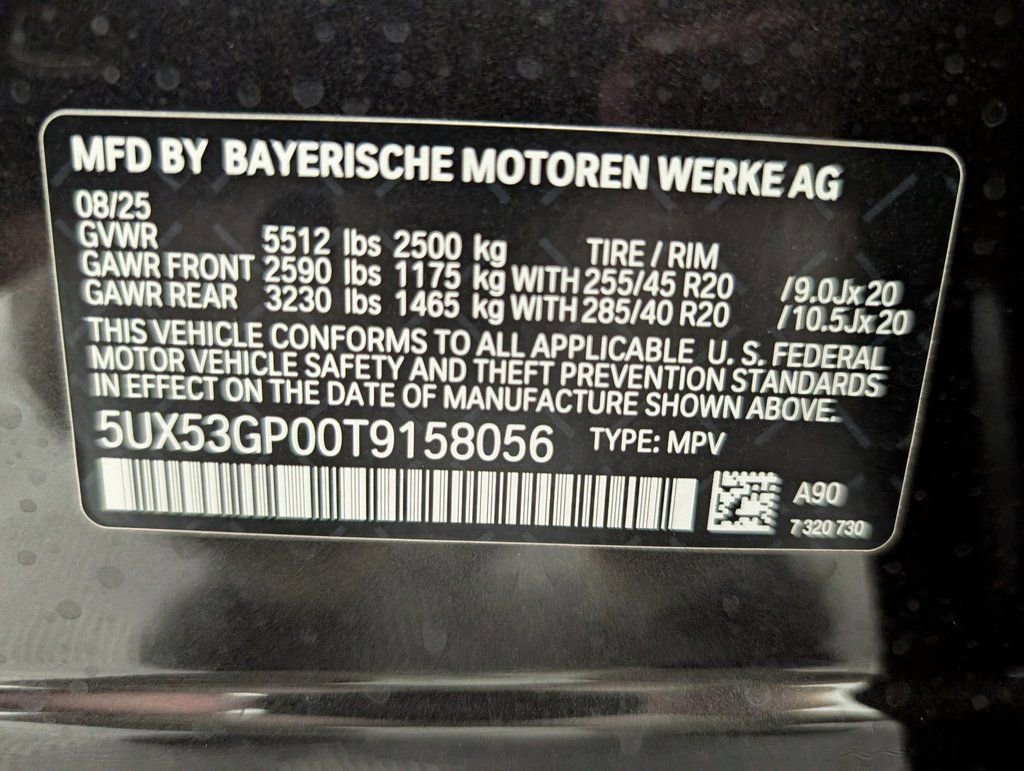 MFD BY BAYERISCHE MOTOREN WERKE AG
08/25
GVWR 5512 lbs 2500 kg TIRE / RIM
GAWR FRONT 2590 lbs 1175 kg WITH 255/45 R20 /9.0Jx20
GAWR REAR 3230 lbs 1465 kg WITH 285/40 R20 /10.5Jx20
THIS VEHICLE CONFORMS TO ALL APPLICABLE U. S. FEDERAL
MOTOR VEHICLE SAFETY AND THEFT PREVENTION STANDARDS
IN EFFECT ON THE DATE OF MANUFACTURE SHOWN ABOVE.
5UX53GP00T9158056 TYPE: MPV
A90
7 320 730